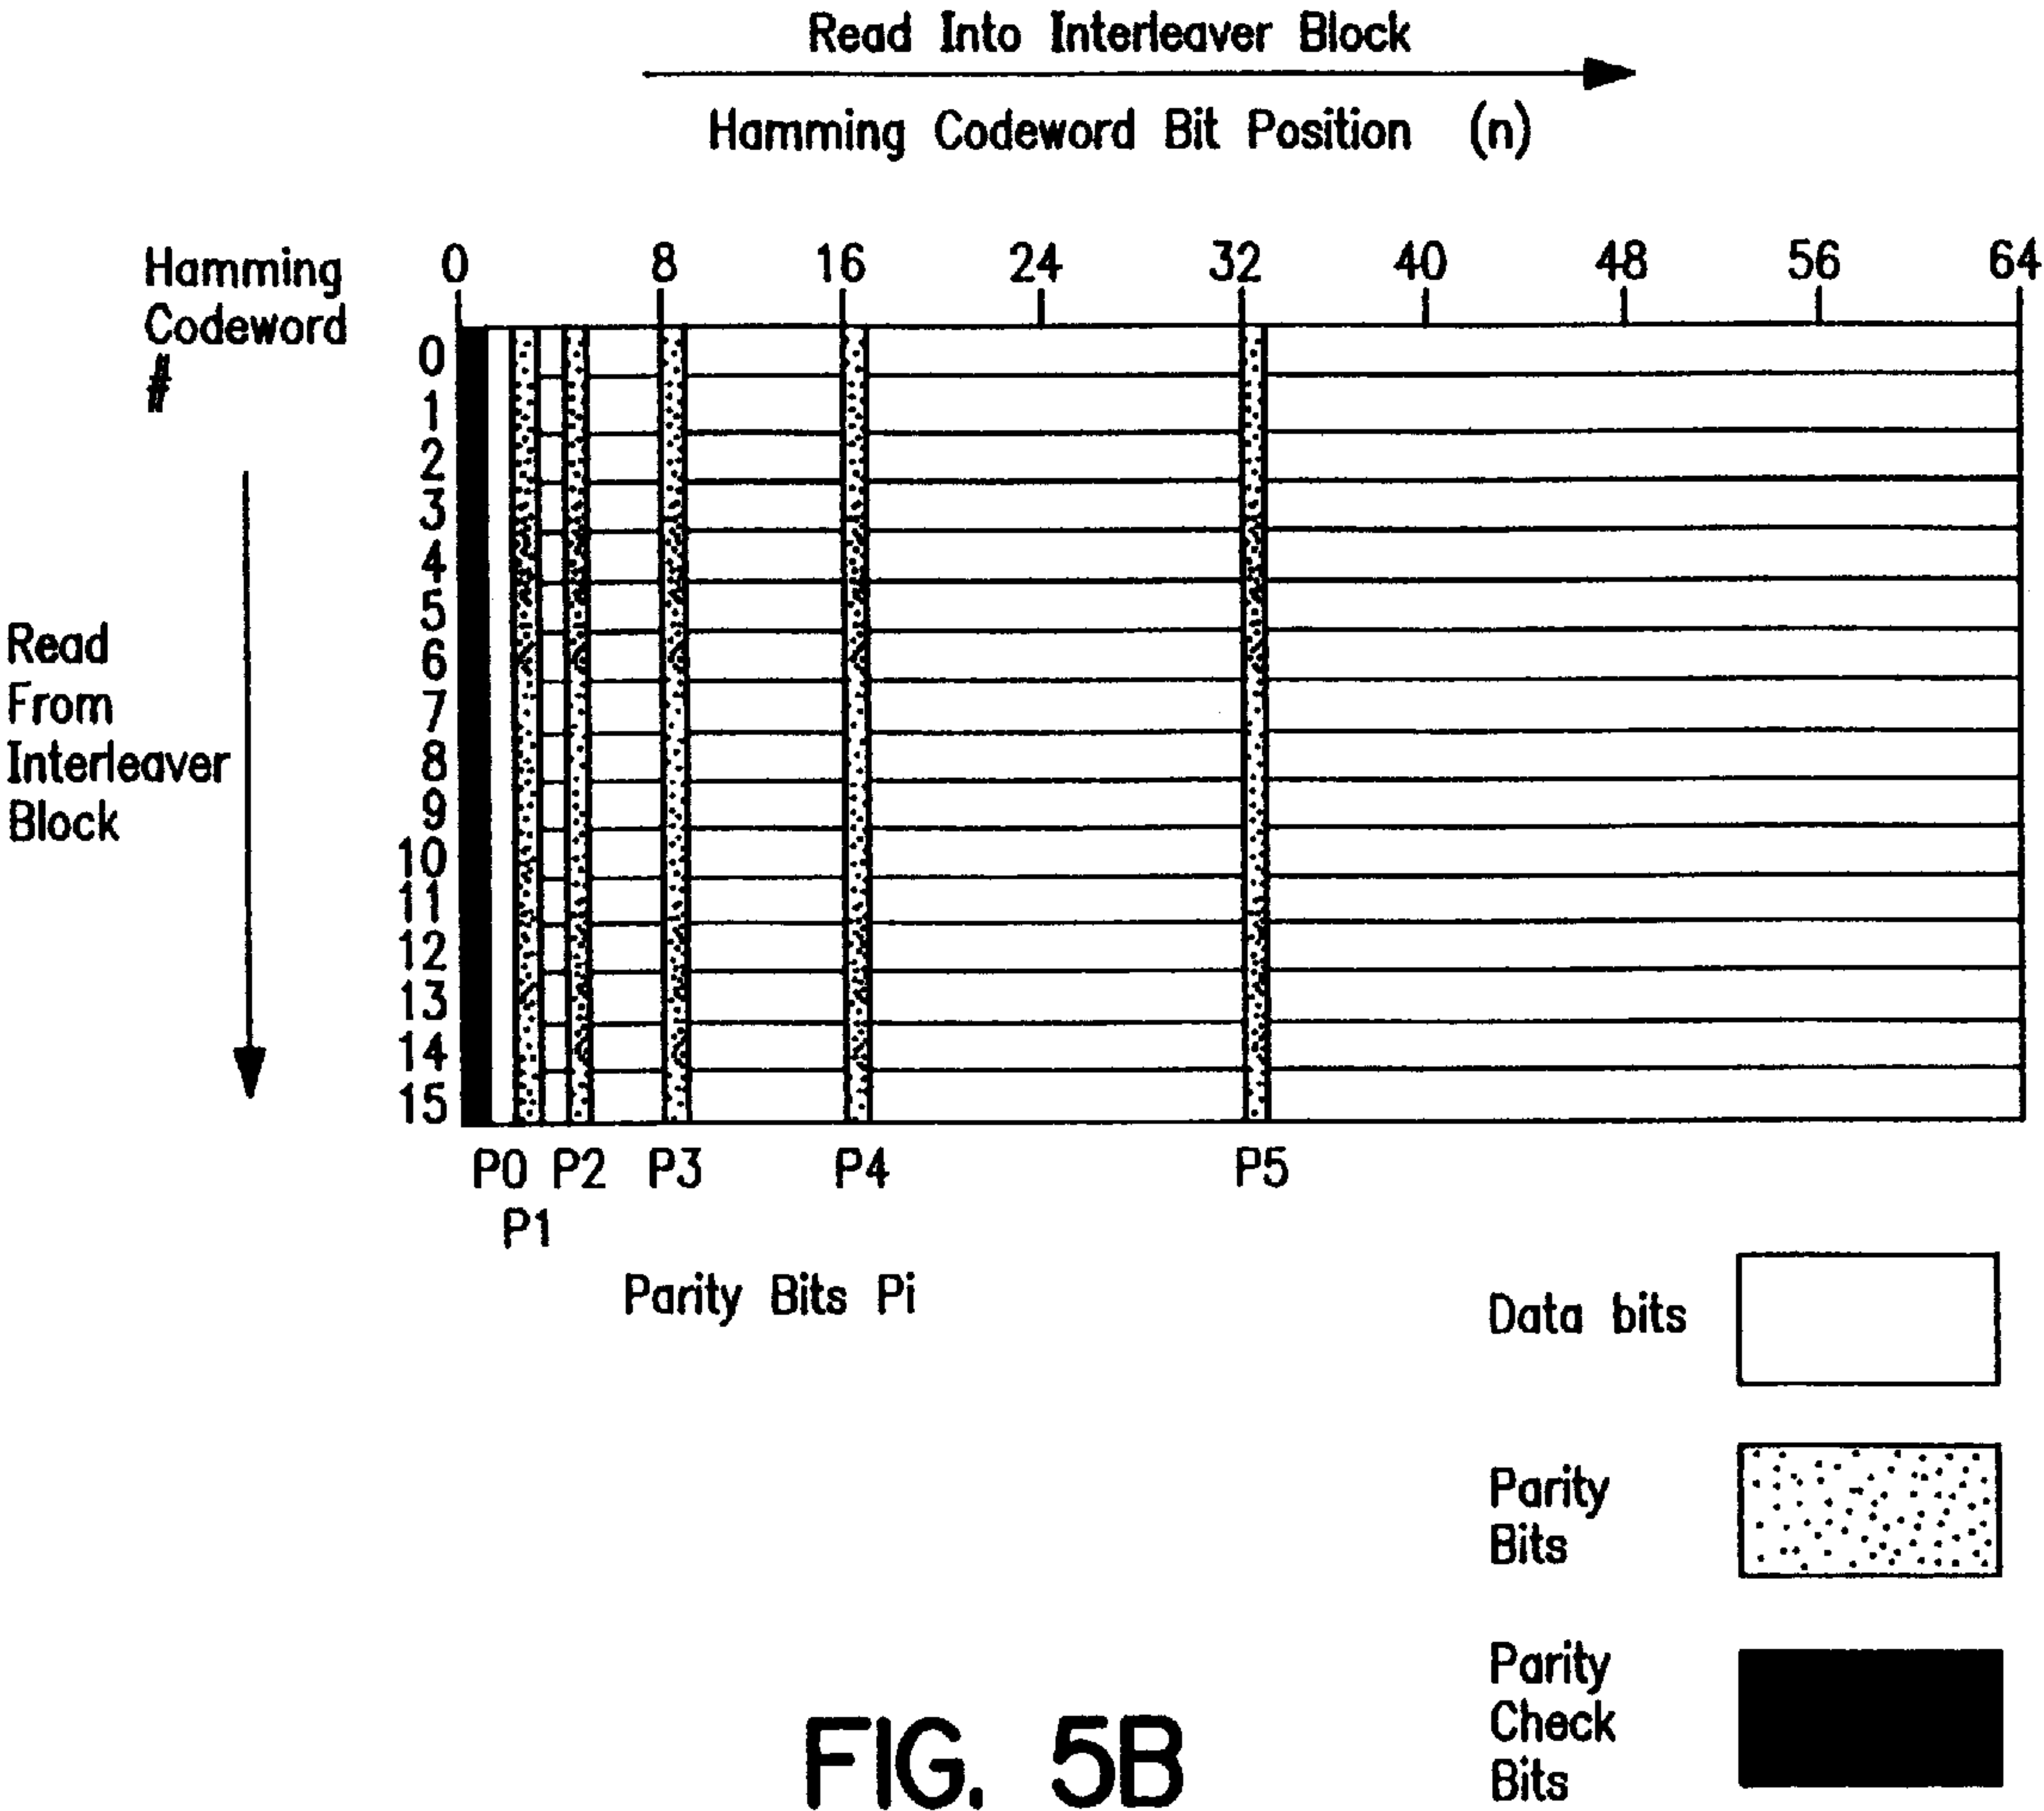 Read Into Interleaver Block
Hamming Codeword Bit Position (n)
Hamming
Codeword
#
0 8 16 24 32 40 48 56 64
0
1
2
3
4
5
6
7
8
9
10
11
12
13
14
15
Read
From
Interleaver
Block
P0 P2 P3 P4 P5
P1
Parity Bits Pi
Data bits
Parity
Bits
Parity
Check
Bits
FIG. 5B